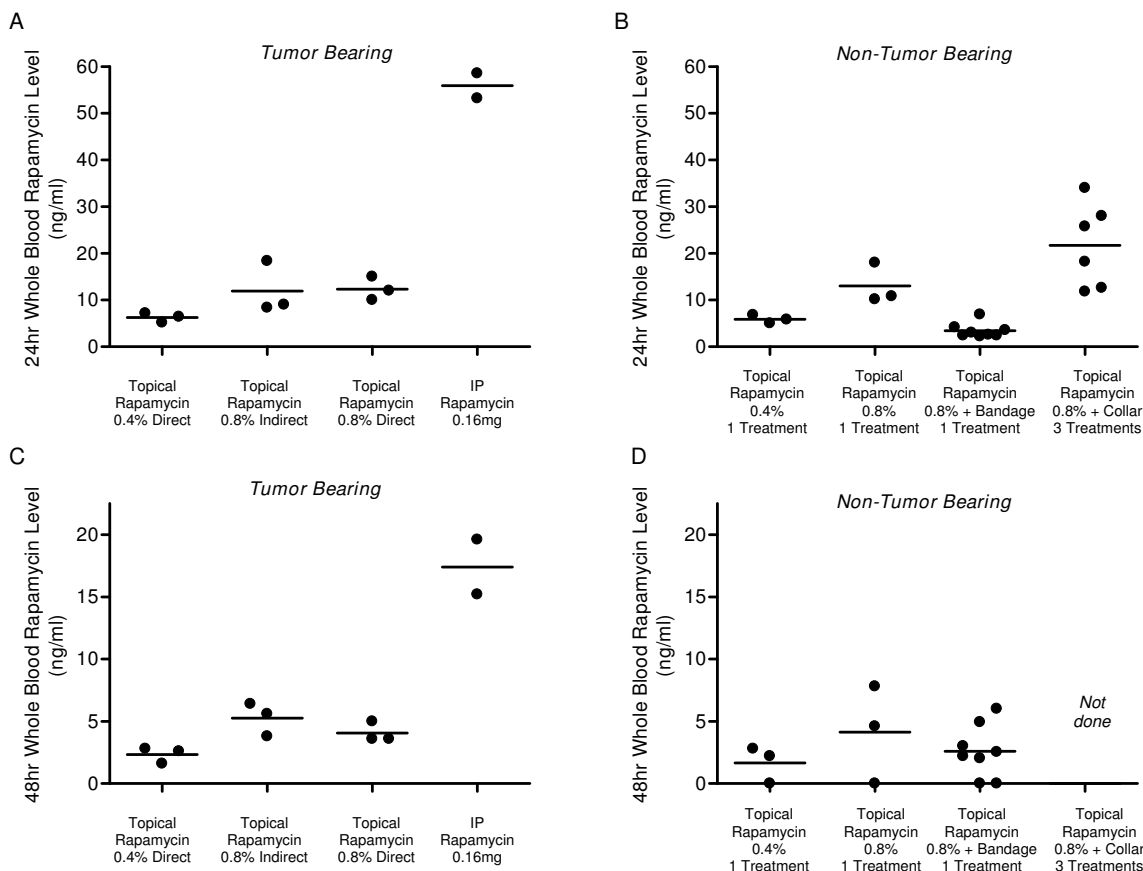 A
Tumor Bearing
24hr Whole Blood Rapamycin Level
(ng/ml)
60
50
40
30
20
10
0
Topical Topical Topical IP
Rapamycin Rapamycin Rapamycin Rapamycin
0.4% Direct 0.8% Indirect 0.8% Direct 0.16mg
B
Non-Tumor Bearing
24hr Whole Blood Rapamycin Level
(ng/ml)
60
50
40
30
20
10
0
Topical Topical Topical Topical
Rapamycin Rapamycin Rapamycin Rapamycin
0.4% 0.8% 0.8% + Bandage 0.8% + Collar
1 Treatment 1 Treatment 1 Treatment 3 Treatments
C
Tumor Bearing
48hr Whole Blood Rapamycin Level
(ng/ml)
20
15
10
5
0
Topical Topical Topical IP
Rapamycin Rapamycin Rapamycin Rapamycin
0.4% Direct 0.8% Indirect 0.8% Direct 0.16mg
D
Non-Tumor Bearing
48hr Whole Blood Rapamycin Level
(ng/ml)
20
15
10
5
0
Not
done
Topical Topical Topical Topical
Rapamycin Rapamycin Rapamycin Rapamycin
0.4% 0.8% 0.8% + Bandage 0.8% + Collar
1 Treatment 1 Treatment 1 Treatment 3 Treatments